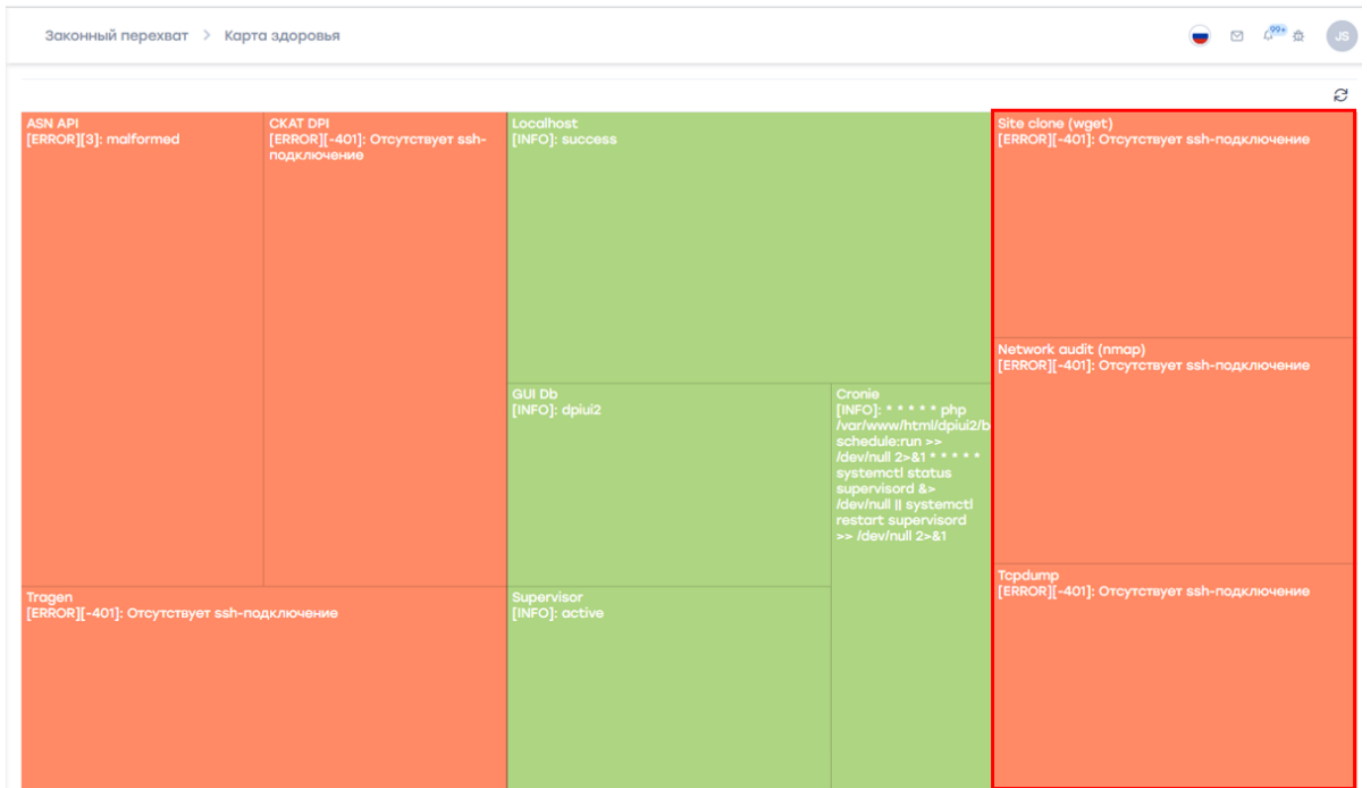 Законный перехват > Карта здоровья
99+
JS
ASN API
[ERROR][3]: malformed
СКАТ DPI
[ERROR][-401]: Отсутствует ssh-
подключение
Localhost
[INFO]: success
Site clone (wget)
[ERROR][-401]: Отсутствует ssh-подключение
Network audit (nmap)
[ERROR][-401]: Отсутствует ssh-подключение
GUI Db
[INFO]: dpiui2
Cronie
[INFO]: * * * * * php
/var/www/html/dpiui2/b
schedule:run >>
/dev/null 2>&1 * * * * *
systemctl status
supervisord &>
/dev/null || systemctl
restart supervisord
>> /dev/null 2>&1
Tcpdump
[ERROR][-401]: Отсутствует ssh-подключение
Tragen
[ERROR][-401]: Отсутствует ssh-подключение
Supervisor
[INFO]: active